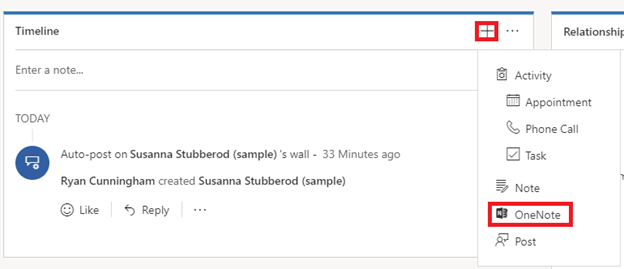 Timeline
Relationship
Enter a note...
Activity
Appointment
TODAY
Phone Call
Auto-post on Susanna Stubberod (sample) 's wall - 33 Minutes ago
Task
Ryan Cunningham created Susanna Stubberod (sample)
Note
Like Reply
OneNote
Post